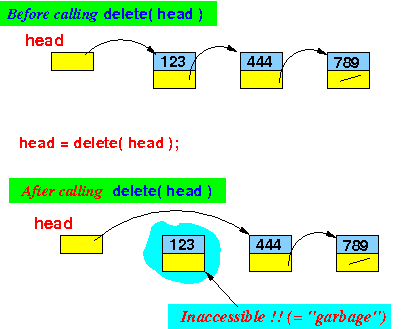 Before calling delete( head )
head
123 444 789
head = delete( head );
After calling delete( head )
head
123 444 789
Inaccessible !! (= "garbage")